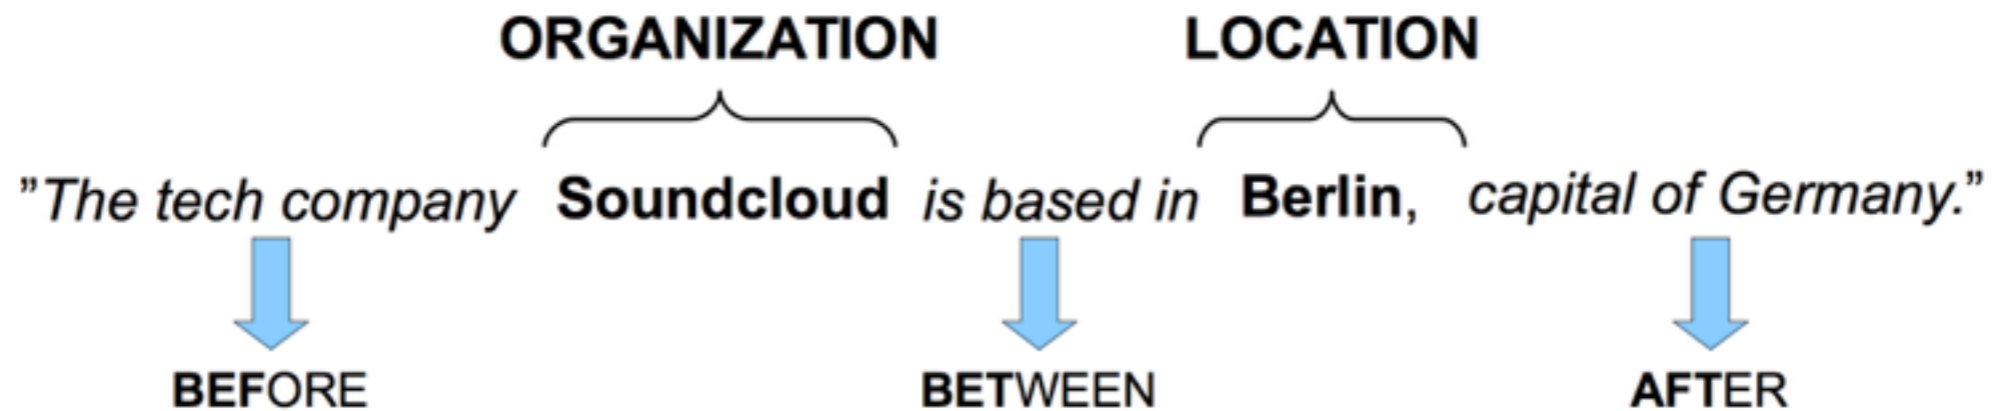 ORGANIZATION LOCATION
”The tech company Soundcloud is based in Berlin, capital of Germany.”
BEFORE BETWEEN AFTER